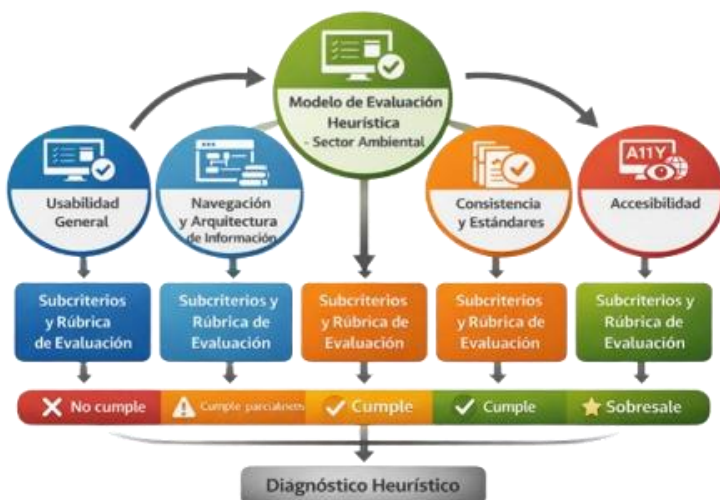 Modelo de Evaluación
Heurística
- Sector Ambiental
Usabilidad
General
Navegación
y Arquitectura
de Información
Consistencia
y Estándares
A11Y
Accesibilidad
Subcriterios
y Rúbrica
de Evaluación
Subcriterios y
Rúbrica de
Evaluación
Subcriterios
y Rúbrica de
Evaluación
Subcriterios
y Rúbrica de
Evaluación
Subcriterios y
Rúbrica de
Evaluación
No cumple
Cumple
Cumple
Cumple
Sobresale
Diagnóstico Heurístico